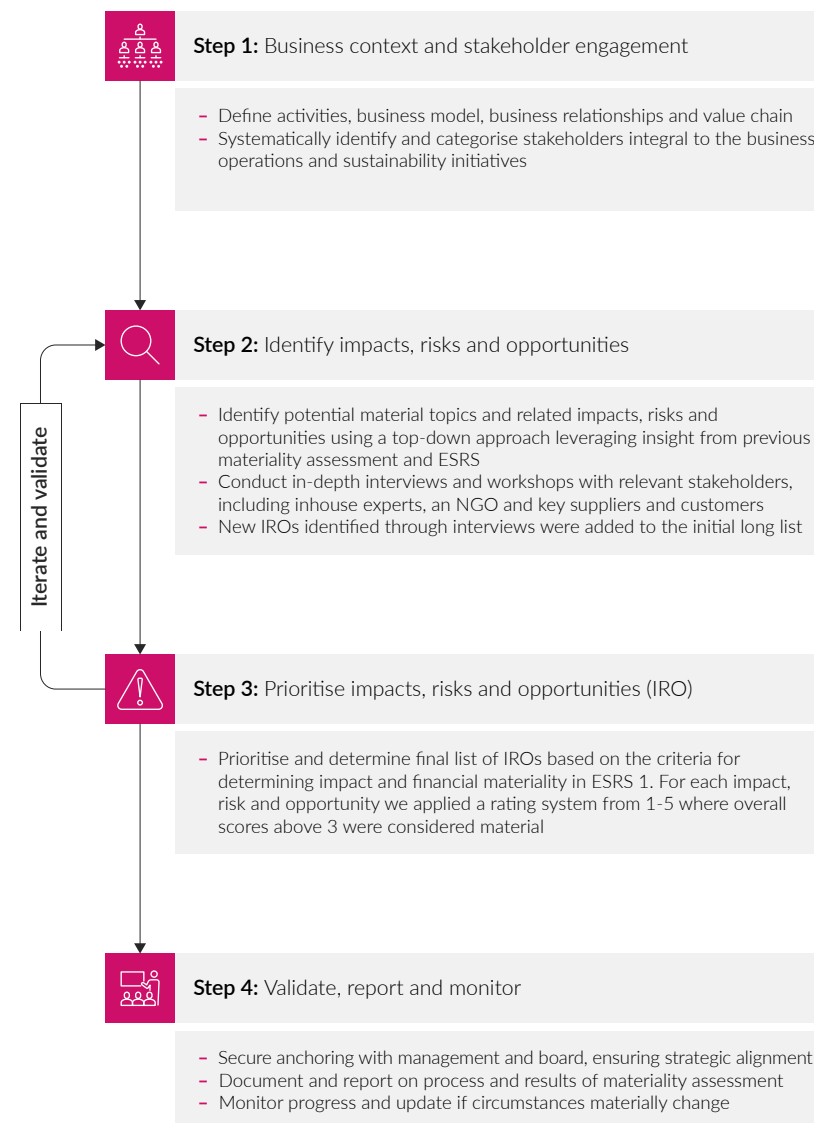 Step 1: Business context and stakeholder engagement
– Define activities, business model, business relationships and value chain
– Systematically identify and categorise stakeholders integral to the business
operations and sustainability initiatives
Step 2: Identify impacts, risks and opportunities
– Identify potential material topics and related impacts, risks and
opportunities using a top-down approach leveraging insight from previous
materiality assessment and ESRS
– Conduct in-depth interviews and workshops with relevant stakeholders,
including inhouse experts, an NGO and key suppliers and customers
– New IROs identified through interviews were added to the initial long list
Iterate and validate
Step 3: Prioritise impacts, risks and opportunities (IRO)
– Prioritise and determine final list of IROs based on the criteria for
determining impact and financial materiality in ESRS 1. For each impact,
risk and opportunity we applied a rating system from 1-5 where overall
scores above 3 were considered material
Step 4: Validate, report and monitor
– Secure anchoring with management and board, ensuring strategic alignment
– Document and report on process and results of materiality assessment
– Monitor progress and update if circumstances materially change